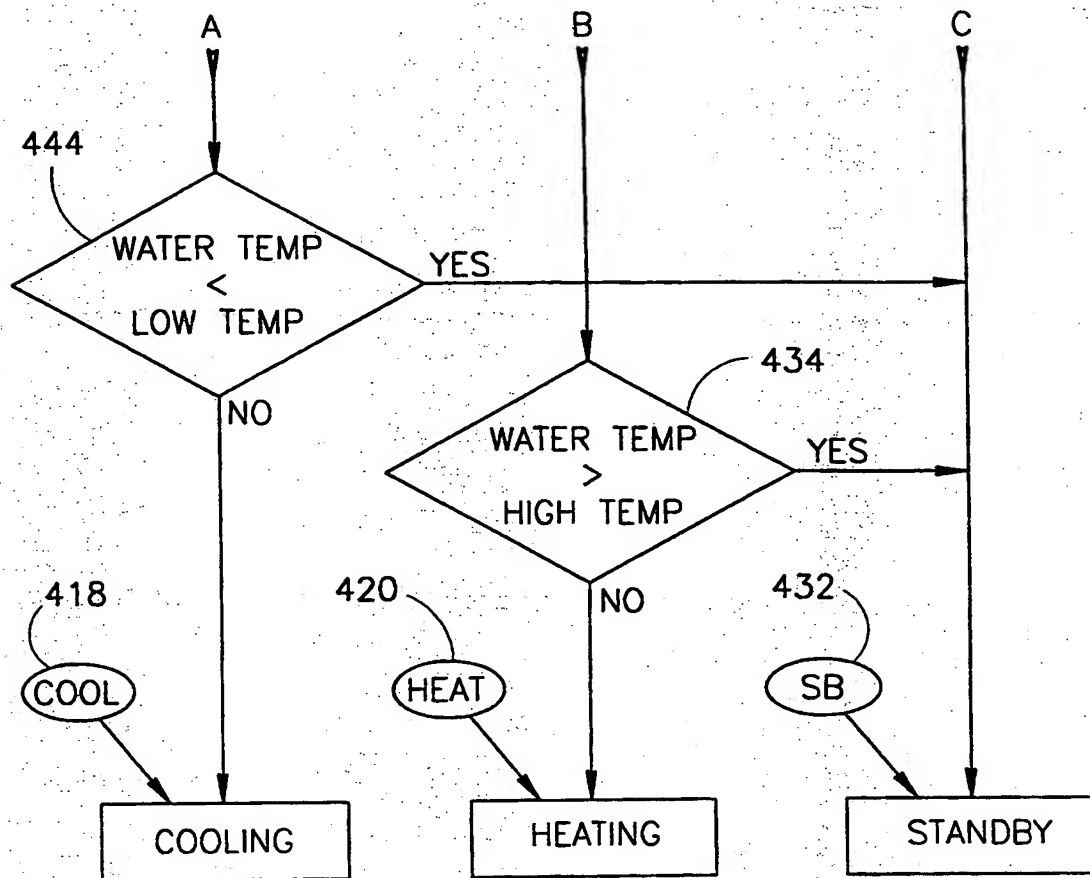 A
B
C
444
WATER TEMP
<
LOW TEMP
YES
NO
434
WATER TEMP
>
HIGH TEMP
YES
NO
418
COOL
420
HEAT
432
SB
COOLING
HEATING
STANDBY